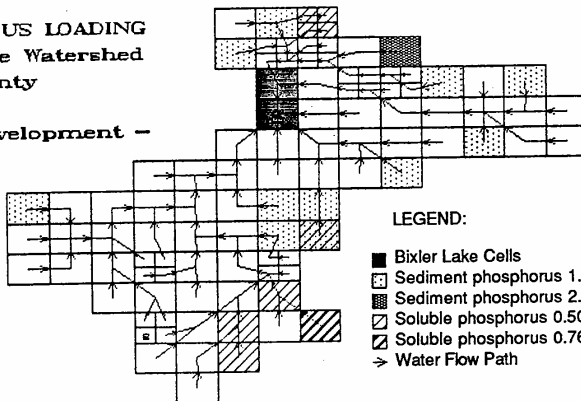 US LOADING
e Watershed
nty
velopment -
LEGEND:
Bixler Lake Cells
Sediment phosphorus 1.
Sediment phosphorus 2.
Soluble phosphorus 0.50
Soluble phosphorus 0.76
Water Flow Path